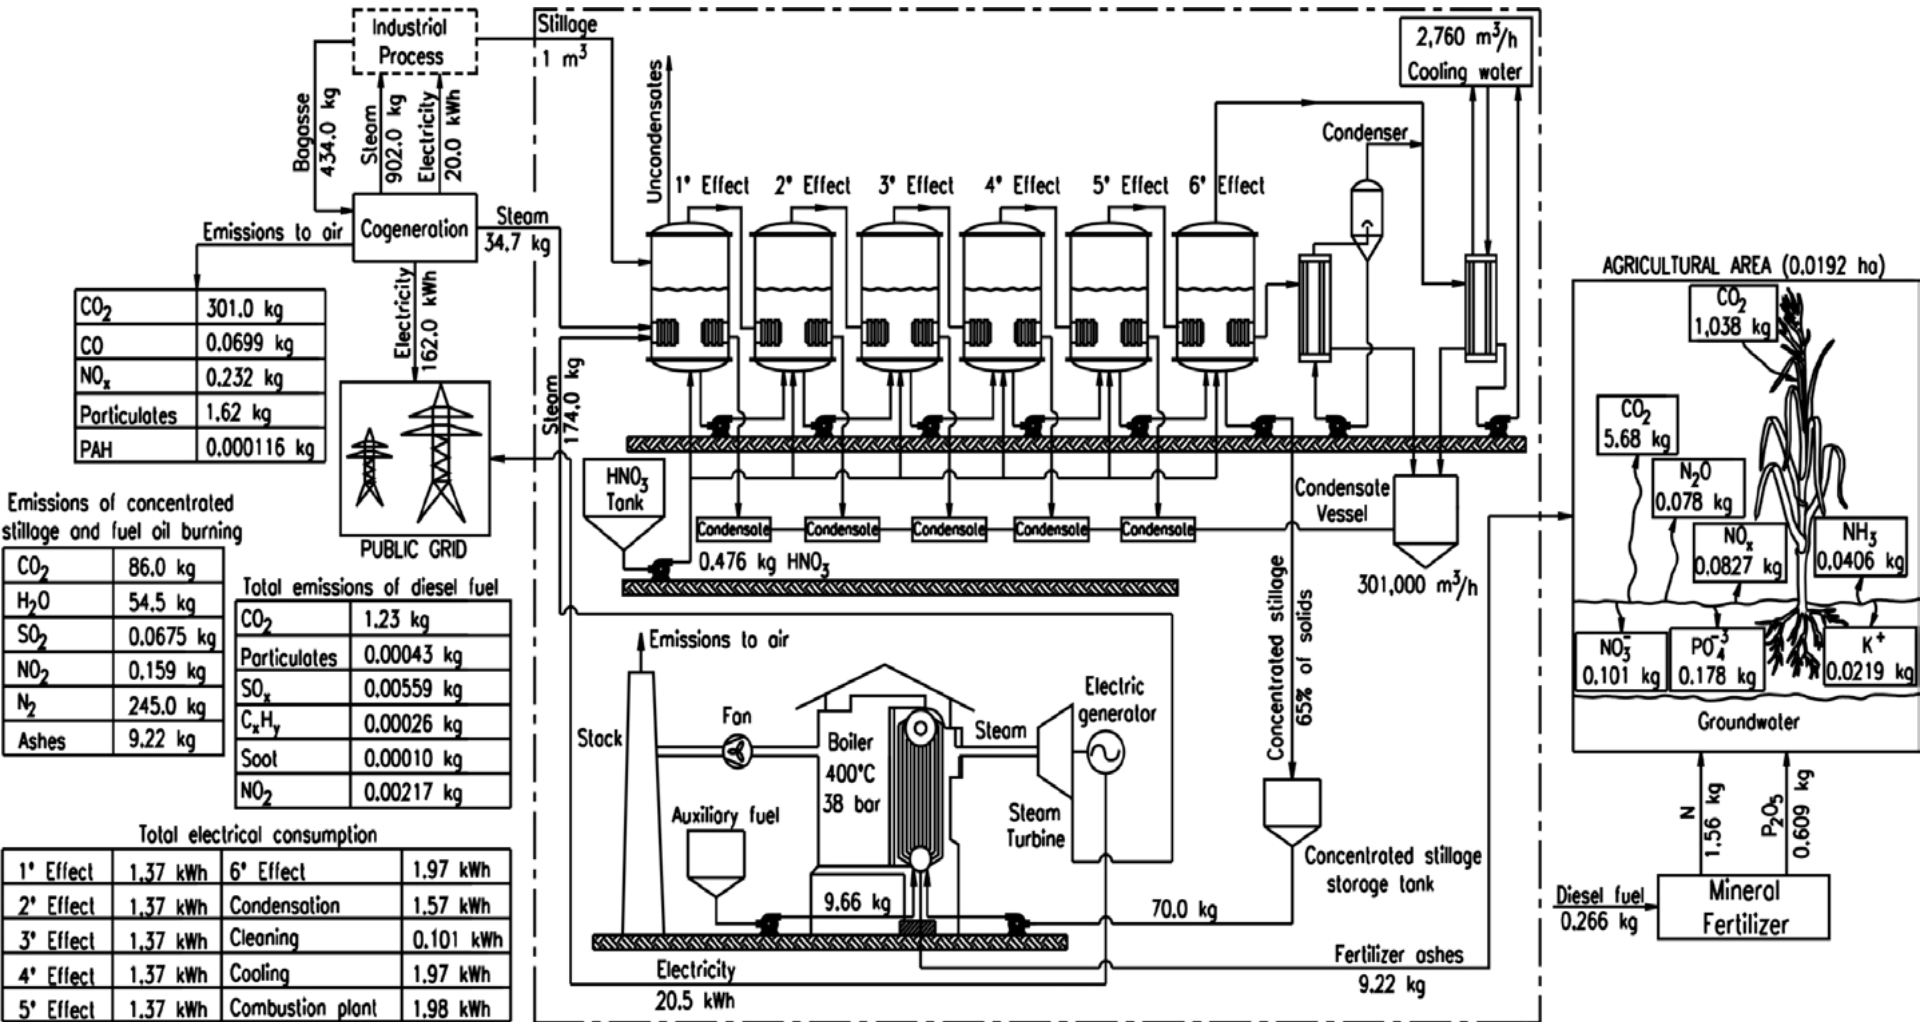 Industrial
Process
Stillage
1 m³
Bagasse
434.0 kg
Steam
902.0 kg
Electricity
20.0 kWh
Cogeneration
Steam
34.7 kg
Emissions to air
CO₂ 301.0 kg
CO 0.0699 kg
NOₓ 0.232 kg
Particulates 1.62 kg
PAH 0.000116 kg
Electricity
162.0 kWh
PUBLIC GRID
Uncondensates
1° Effect
2° Effect
3° Effect
4° Effect
5° Effect
6° Effect
Condenser
2,760 m³/h
Cooling water
Steam
174.0 kg
HNO₃
Tank
0.476 kg HNO₃
Condensate
Condensate
Condensate
Condensate
Condensate
Condensate
Vessel
301,000 m³/h
Concentrated stillage
65% of solids
Emissions of concentrated
stillage and fuel oil burning
CO₂ 86.0 kg
H₂O 54.5 kg
SO₂ 0.0675 kg
NO₂ 0.159 kg
N₂ 245.0 kg
Ashes 9.22 kg
Total emissions of diesel fuel
CO₂ 1.23 kg
Particulates 0.00043 kg
SOₓ 0.00559 kg
CₓHᵧ 0.00026 kg
Soot 0.00010 kg
NO₂ 0.00217 kg
Total electrical consumption
1° Effect 1.37 kWh 6° Effect 1.97 kWh
2° Effect 1.37 kWh Condensation 1.57 kWh
3° Effect 1.37 kWh Cleaning 0.101 kWh
4° Effect 1.37 kWh Cooling 1.97 kWh
5° Effect 1.37 kWh Combustion plant 1.98 kWh
Emissions to air
Stack
Fan
Boiler
400°C
38 bar
Steam
Electric
generator
Steam
Turbine
Auxiliary fuel
9.66 kg
70.0 kg
Concentrated stillage
storage tank
Electricity
20.5 kWh
Fertilizer ashes
9.22 kg
AGRICULTURAL AREA (0.0192 ha)
CO₂
1,038 kg
CO₂
5.68 kg
N₂O
0.078 kg
NOₓ
0.0827 kg
NH₃
0.0406 kg
NO₃⁻
0.101 kg
PO₄⁻³
0.178 kg
K⁺
0.0219 kg
Groundwater
N
1.56 kg
P₂O₅
0.609 kg
Diesel fuel
0.266 kg
Mineral
Fertilizer